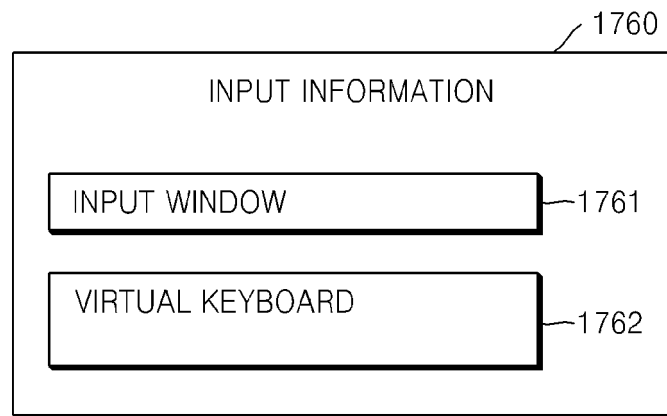 1760
INPUT INFORMATION
INPUT WINDOW
1761
VIRTUAL KEYBOARD
1762